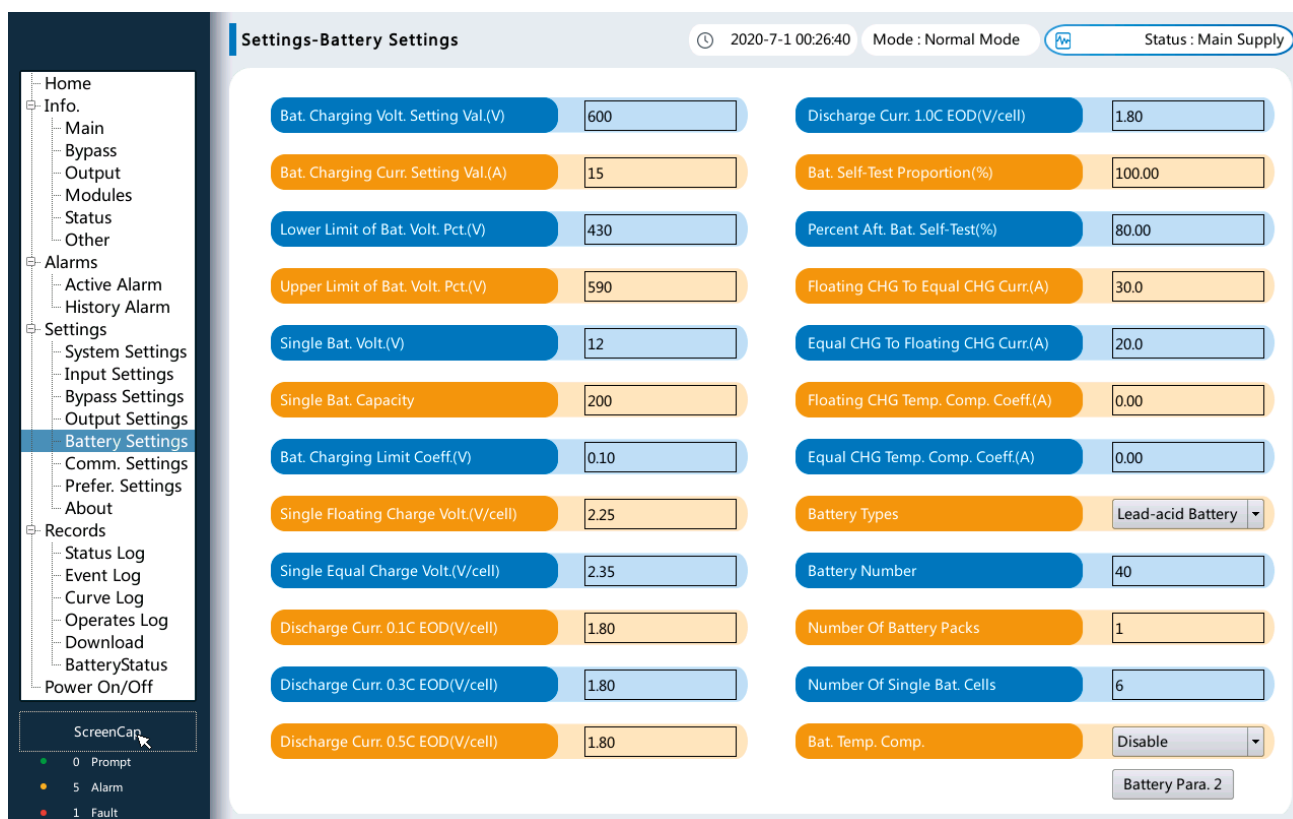 Settings-Battery Settings
2020-7-1 00:26:40
Mode : Normal Mode
Status : Main Supply
Home
Info.
Main
Bypass
Output
Modules
Status
Other
Alarms
Active Alarm
History Alarm
Settings
System Settings
Input Settings
Bypass Settings
Output Settings
Battery Settings
Comm. Settings
Prefer. Settings
About
Records
Status Log
Event Log
Curve Log
Operates Log
Download
BatteryStatus
Power On/Off
ScreenCap
0 Prompt
5 Alarm
1 Fault
Bat. Charging Volt. Setting Val.(V) 600
Bat. Charging Curr. Setting Val.(A) 15
Lower Limit of Bat. Volt. Pct.(V) 430
Upper Limit of Bat. Volt. Pct.(V) 590
Single Bat. Volt.(V) 12
Single Bat. Capacity 200
Bat. Charging Limit Coeff.(V) 0.10
Single Floating Charge Volt.(V/cell) 2.25
Single Equal Charge Volt.(V/cell) 2.35
Discharge Curr. 0.1C EOD(V/cell) 1.80
Discharge Curr. 0.3C EOD(V/cell) 1.80
Discharge Curr. 0.5C EOD(V/cell) 1.80
Discharge Curr. 1.0C EOD(V/cell) 1.80
Bat. Self-Test Proportion(%) 100.00
Percent Aft. Bat. Self-Test(%) 80.00
Floating CHG To Equal CHG Curr.(A) 30.0
Equal CHG To Floating CHG Curr.(A) 20.0
Floating CHG Temp. Comp. Coeff.(A) 0.00
Equal CHG Temp. Comp. Coeff.(A) 0.00
Battery Types Lead-acid Battery
Battery Number 40
Number Of Battery Packs 1
Number Of Single Bat. Cells 6
Bat. Temp. Comp. Disable
Battery Para. 2